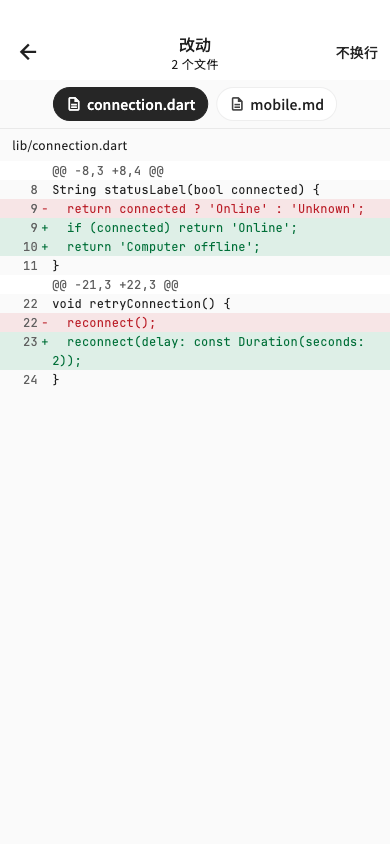 改动
2 个文件
不换行
connection.dart
mobile.md
lib/connection.dart
@@ -8,3 +8,4 @@
8 String statusLabel(bool connected) {
9 -   return connected ? 'Online' : 'Unknown';
9 +   if (connected) return 'Online';
10 +   return 'Computer offline';
11 }
@@ -21,3 +22,3 @@
22 void retryConnection() {
22 -   reconnect();
23 +   reconnect(delay: const Duration(seconds:
2));
24 }